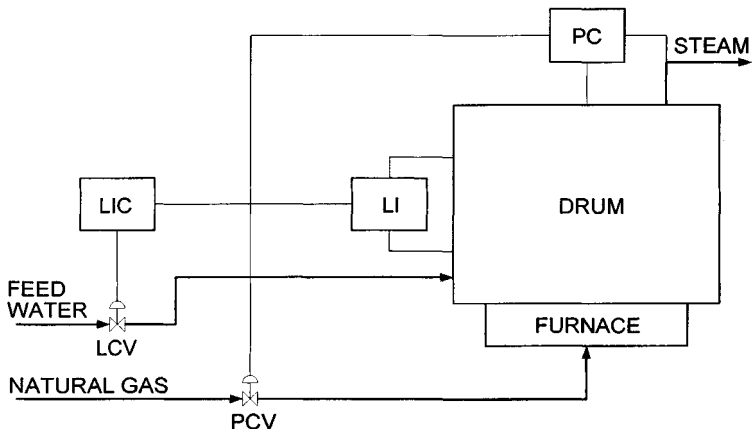 PC
STEAM
LIC
LI
DRUM
FEED
WATER
LCV
FURNACE
NATURAL GAS
PCV